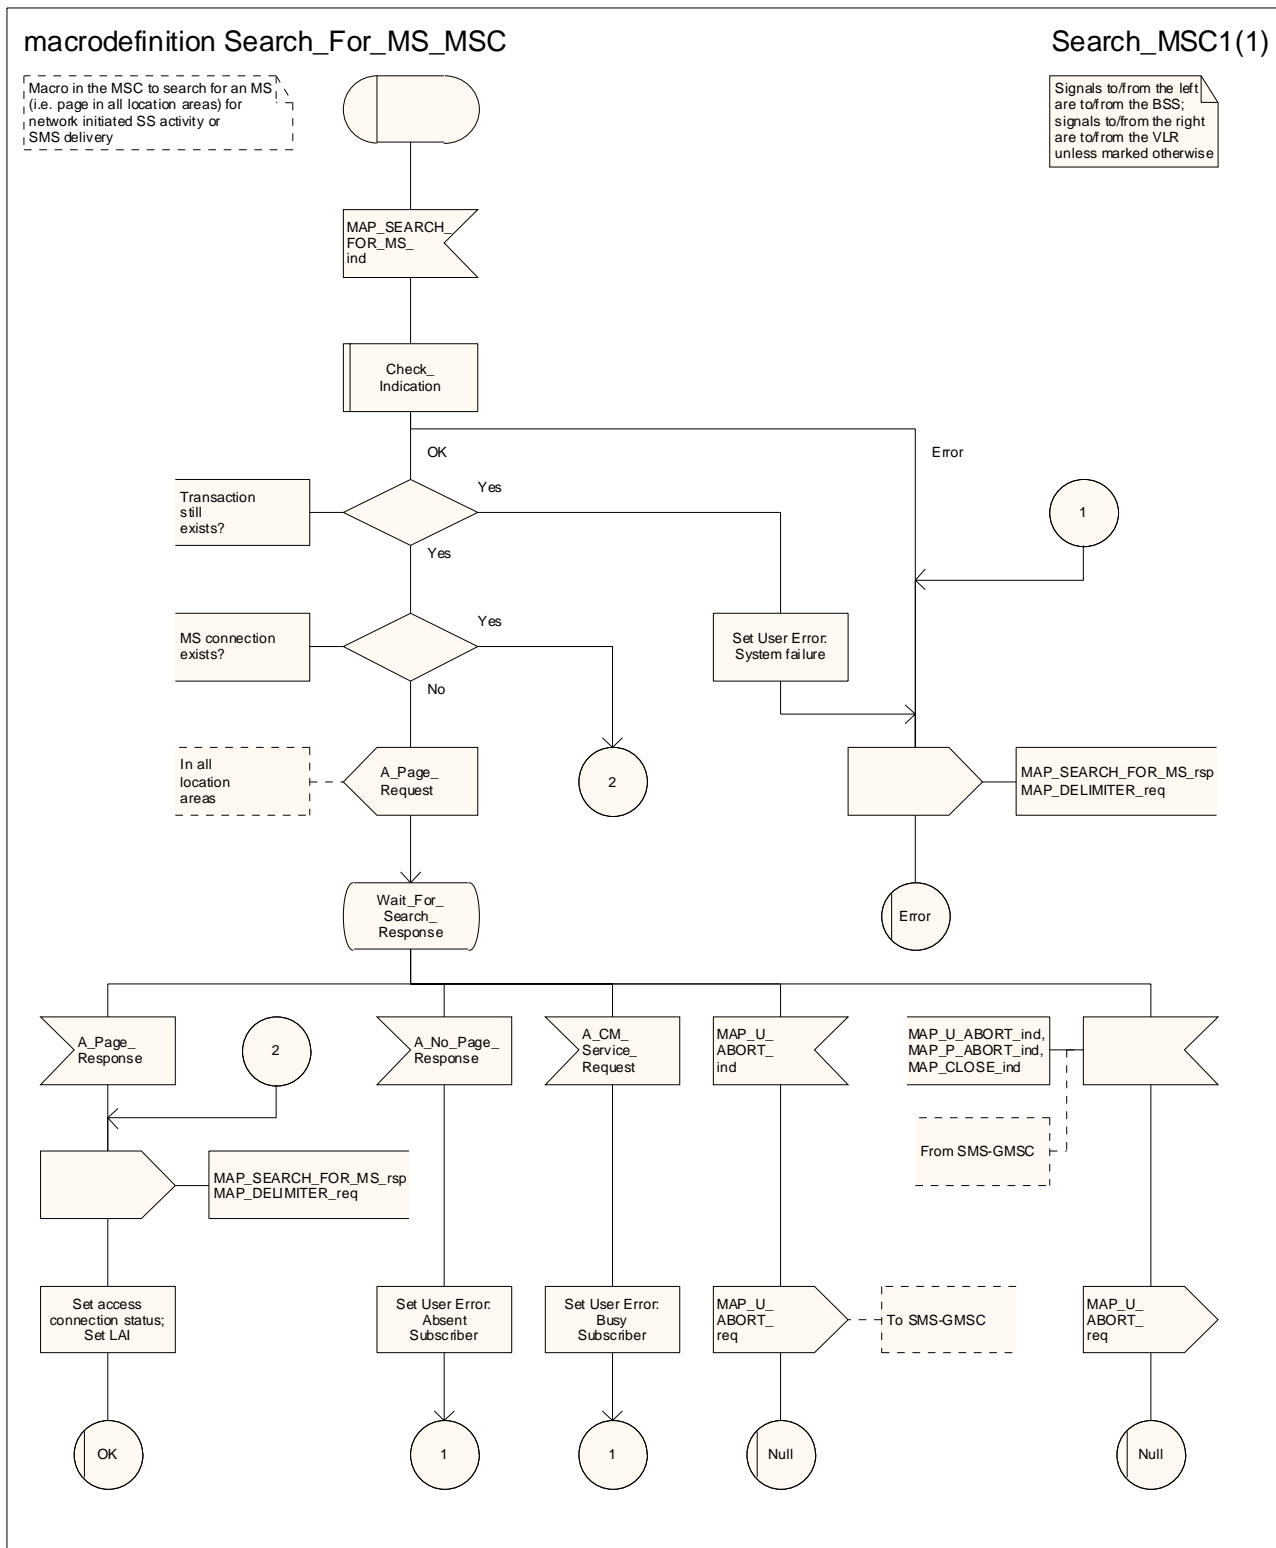 macrodefinition Search_For_MS_MSC
Search_MSC1(1)
Macro in the MSC to search for an MS
(i.e. page in all location areas) for
network initiated SS activity or
SMS delivery
Signals to/from the left
are to/from the BSS;
signals to/from the right
are to/from the VLR
unless marked otherwise
MAP_SEARCH_
FOR_MS_
ind
Check_
Indication
OK
Error
Transaction
still
exists?
Yes
Yes
1
MS connection
exists?
Yes
No
Set User Error:
System failure
In all
location
areas
A_Page_
Request
2
MAP_SEARCH_FOR_MS_rsp
MAP_DELIMITER_req
Wait_For_
Search_
Response
Error
A_Page_
Response
2
A_No_Page_
Response
A_CM_
Service_
Request
MAP_U_
ABORT_
ind
MAP_U_ABORT_ind,
MAP_P_ABORT_ind,
MAP_CLOSE_ind
From SMS-GMSC
MAP_SEARCH_FOR_MS_rsp
MAP_DELIMITER_req
Set access
connection status;
Set LAI
Set User Error:
Absent
Subscriber
Set User Error:
Busy
Subscriber
MAP_U_
ABORT_
req
To SMS-GMSC
MAP_U_
ABORT_
req
OK
1
1
Null
Null